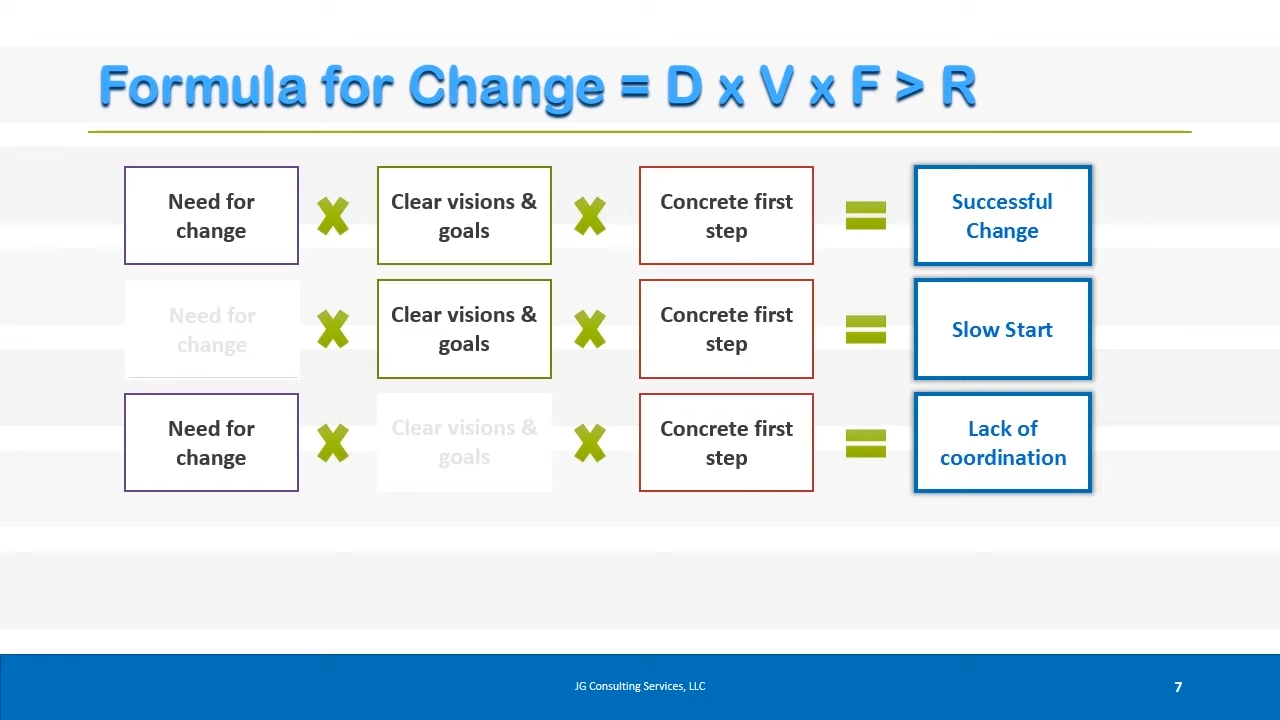 Formula for Change = D x V x F > R
Need for
change
Clear visions &
goals
Concrete first
step
Successful
Change
Need for
change
Clear visions &
goals
Concrete first
step
Slow Start
Need for
change
Clear visions &
goals
Concrete first
step
Lack of
coordination
JG Consulting Services, LLC
7